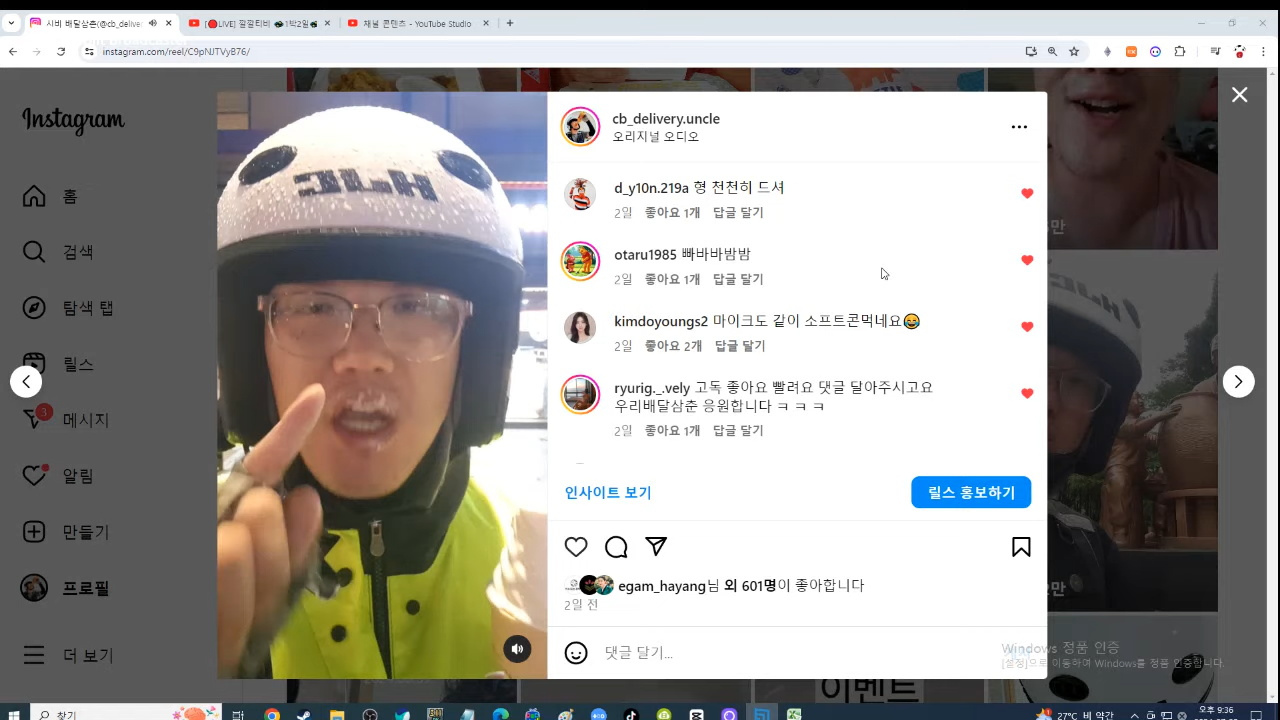 시비 배달삼춘(@cb_deliver
[🔴LIVE] 깔깔티비
1박2일
채널 콘텐츠 - YouTube Studio
instagram.com/reel/C9pNJTVyB76/
Instagram
홈
검색
탐색 탭
릴스
3
메시지
알림
만들기
프로필
더 보기
cb_delivery.uncle
오리지널 오디오
d_y10n.219a 형 천천히 드셔
2일 좋아요 1개 답글 달기
otaru1985 빠바바밤밤
2일 좋아요 1개 답글 달기
kimdoyoungs2 마이크도 같이 소프트콘먹네요😂
2일 좋아요 2개 답글 달기
ryurig._.vely 고독 좋아요 빨려요 댓글 달아주시고요
우리배달삼춘 응원합니다 ㅋ ㅋ ㅋ
2일 좋아요 1개 답글 달기
인사이트 보기
릴스 홍보하기
egam_hayang님 외 601명이 좋아합니다
2일 전
댓글 달기...
Windows 정품 인증
[설정]으로 이동하여 Windows를 정품 인증합니다.
이벤트
찾기
27°C 비 약간
오후 9:36